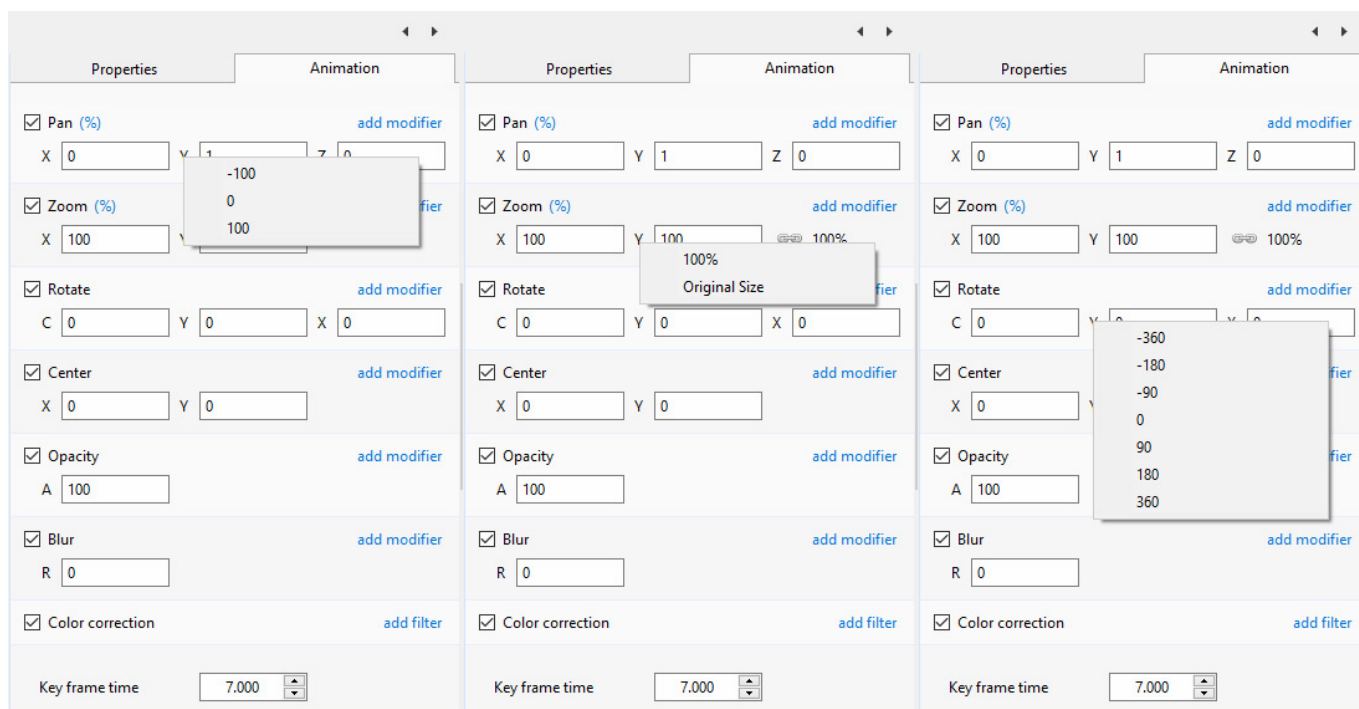 Properties Animation Properties Animation Properties Animation
Pan (%) add modifier Pan (%) add modifier Pan (%) add modifier
X 0 Y 1 Z 0 X 0 Y 1 Z 0 X 0 Y 1 Z 0
-100
Zoom (%) 0 fier Zoom (%) add modifier Zoom (%) add modifier
100
X 100 X 100 Y 100 100% X 100 Y 100 100%
100%
Rotate add modifier Rotate Original Size fier Rotate add modifier
C 0 Y 0 X 0 C 0 Y 0 X 0 C 0
-360
-180
Center add modifier Center add modifier Center fier
-90
X 0 Y 0 X 0 Y 0 X 0
0
90
Opacity add modifier Opacity add modifier Opacity fier
180
A 100 A 100 A 100
360
Blur add modifier Blur add modifier Blur add modifier
R 0 R 0 R 0
Color correction add filter Color correction add filter Color correction add filter
Key frame time 7.000 Key frame time 7.000 Key frame time 7.000